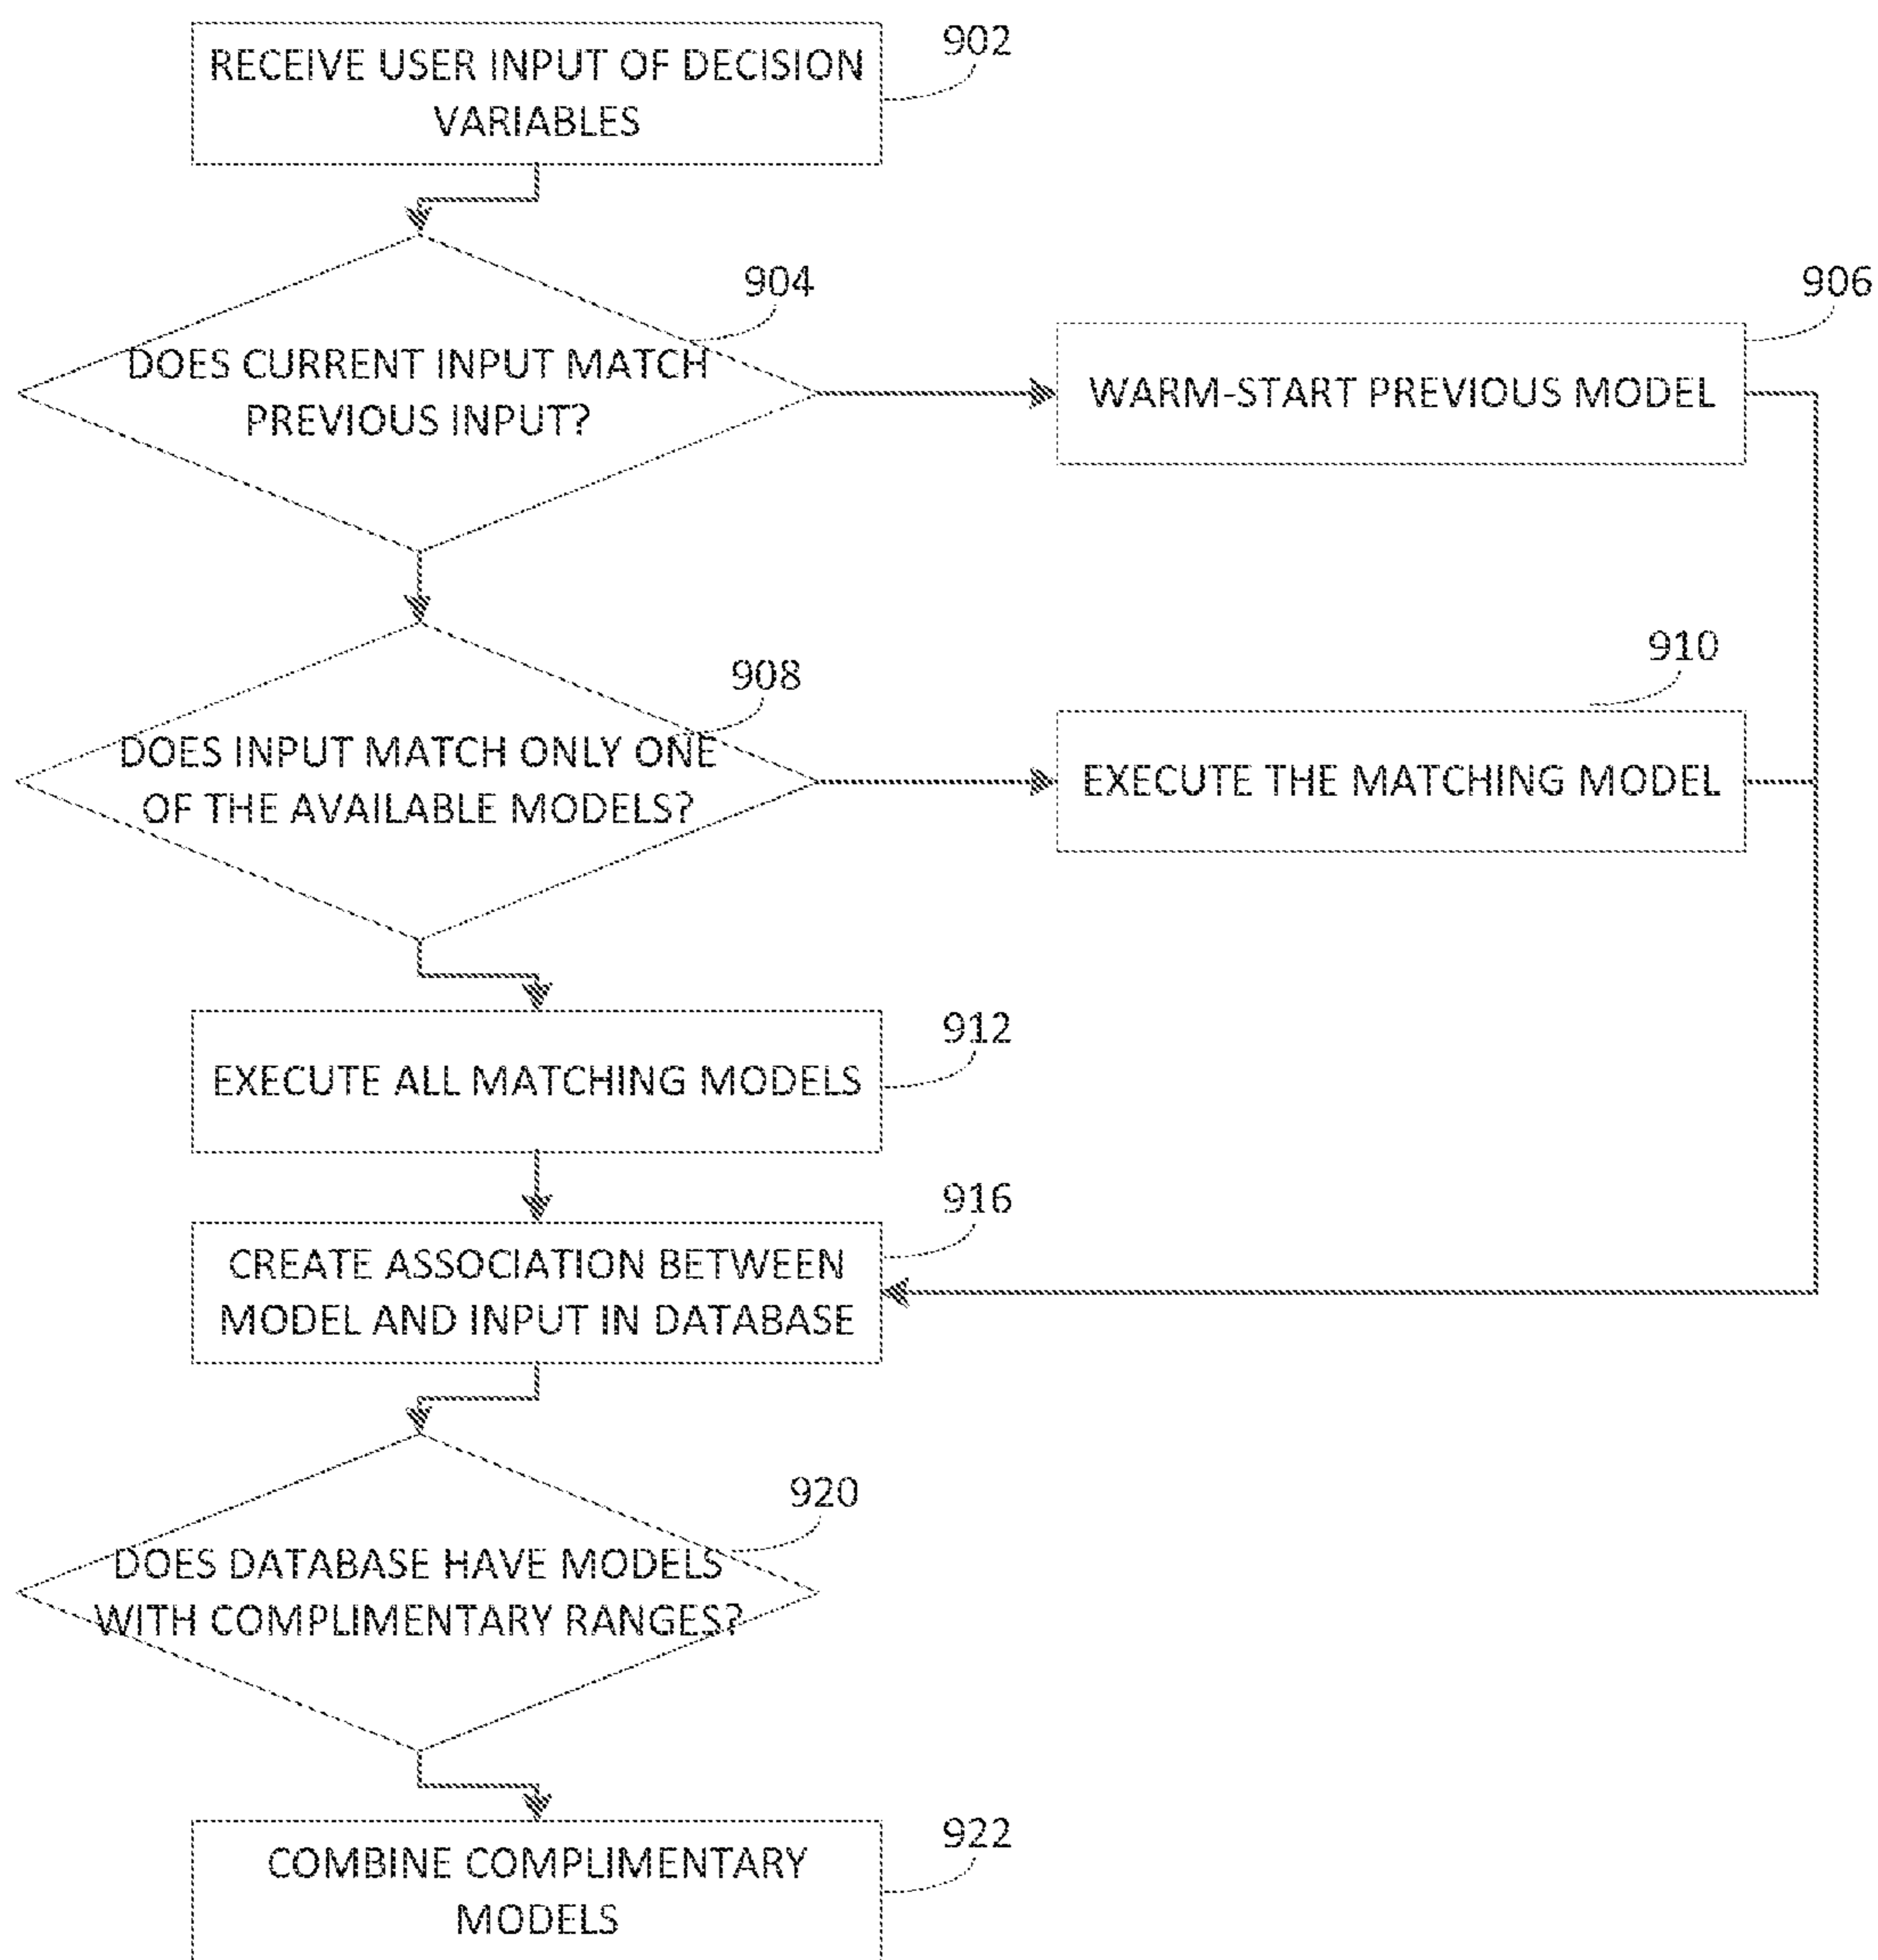 RECEIVE USER INPUT OF DECISION
VARIABLES
902
904
DOES CURRENT INPUT MATCH
PREVIOUS INPUT?
906
WARM-START PREVIOUS MODEL
908
DOES INPUT MATCH ONLY ONE
OF THE AVAILABLE MODELS?
910
EXECUTE THE MATCHING MODEL
912
EXECUTE ALL MATCHING MODELS
916
CREATE ASSOCIATION BETWEEN
MODEL AND INPUT IN DATABASE
920
DOES DATABASE HAVE MODELS
WITH COMPLIMENTARY RANGES?
922
COMBINE COMPLIMENTARY
MODELS